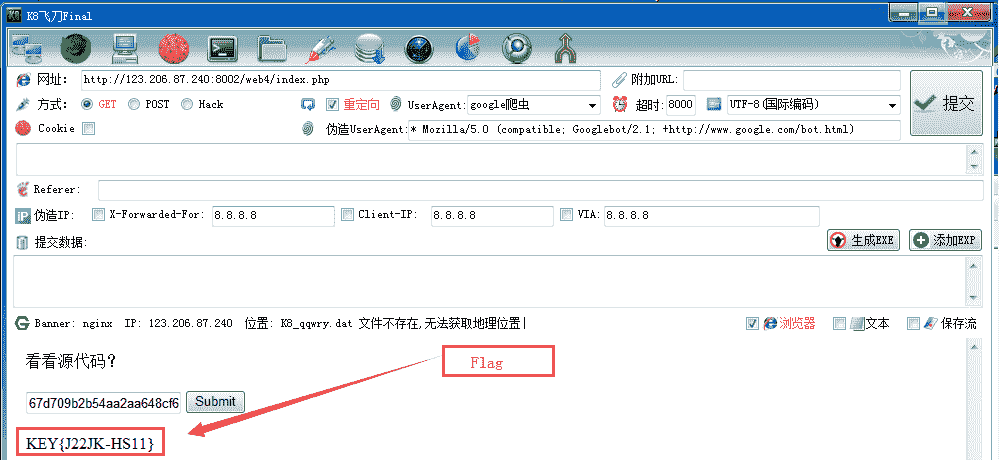 K8飞刀Final
网址: http://123.206.87.240:8002/web4/index.php 附加URL:
方式: GET POST Hack 重定向 UserAgent: google爬虫 超时: 8000 UTF-8(国际编码) 提交
Cookie 伪造UserAgent: * Mozilla/5.0 (compatible; Googlebot/2.1; +http://www.google.com/bot.html)
Referer:
IP 伪造IP: X-Forwarded-For: 8.8.8.8 Client-IP: 8.8.8.8 VIA: 8.8.8.8
提交数据: 生成EXE 添加EXP
Banner: nginx IP: 123.206.87.240 位置: K8_qqwry.dat 文件不存在,无法获取地理位置| 浏览器 文本 保存流
看看源代码?
Flag
67d709b2b54aa2aa648cf6 Submit
KEY{J22JK-HS11}